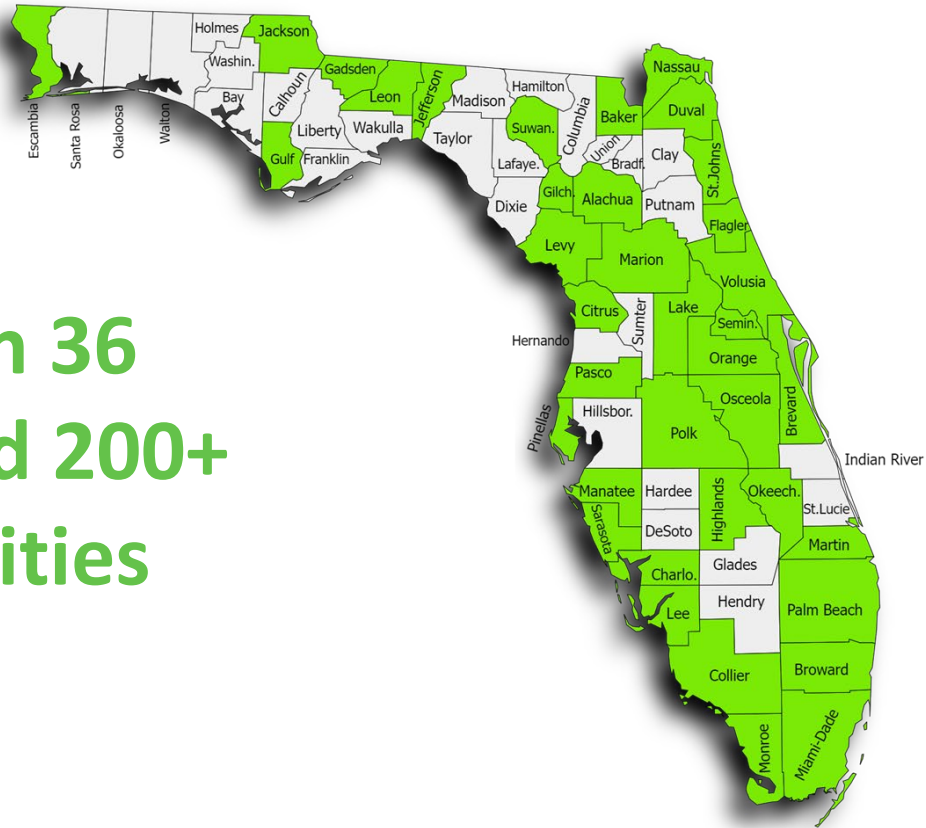 n 36
d 200+
ities
Holmes
Jackson
Washin.
Gadsden
Nassau
Hamilton
Jefferson
Calhoun
Leon
Madison
Columbia
Baker
Duval
Bay
Escambia
Santa Rosa
Okaloosa
Walton
Liberty
Wakulla
Taylor
Suwan.
Union
Bradf.
Clay
St.Johns
Gulf
Franklin
Lafaye.
Dixie
Gilch.
Alachua
Putnam
Flagler
Levy
Marion
Volusia
Citrus
Sumter
Lake
Semin.
Hernando
Orange
Pasco
Osceola
Brevard
Pinellas
Hillsbor.
Polk
Indian River
Manatee
Hardee
Highlands
Okeech.
St.Lucie
Sarasota
DeSoto
Martin
Charlo.
Glades
Lee
Hendry
Palm Beach
Collier
Broward
Monroe
Miami-Dade